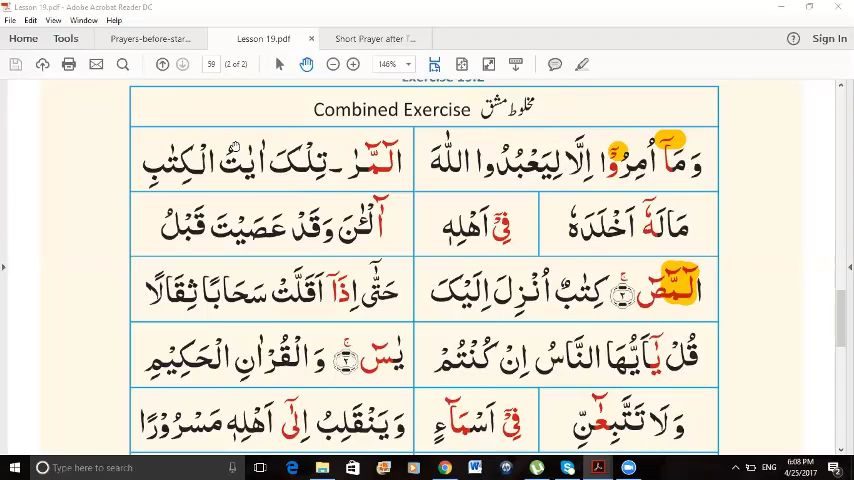 Lesson 19.pdf - Adobe Acrobat Reader DC
File Edit View Window Help
Home Tools Prayers-before-star... Lesson 19.pdf × Short Prayer after T... ? Sign In
59 (2 of 2) 146%
Combined Exercise مخلوط مشق
وَمَآ اُمِرُوْٓا اِلَّا لِيَعْبُدُوا اللّٰهَ
الٓمّٓرٰ ۔ تِلْكَ اٰيٰتُ الْكِتٰبِ
مَالَهٗٓ اَخْلَدَهٗ
فِيْٓ اَهْلِهٖ
آٰلْـٰٔنَ وَقَدْ عَصَيْتَ قَبْلُ
الٓمّٓصٓ ۚ كِتٰبٌ اُنْزِلَ اِلَيْكَ
حَتّٰٓى اِذَآ اَقَلَّتْ سَحَابًا ثِقَالًا
قُلْ يٰٓاَيُّهَا النَّاسُ اِنْ كُنْتُمْ
يٰسٓ ۚ وَالْقُرْاٰنِ الْحَكِيْمِ
وَلَا تَتَّبِعٰٓنِّ
فِيْٓ اَسْمَآءٍ
وَيَنْقَلِبُ اِلٰٓى اَهْلِهٖ مَسْرُوْرًا
Type here to search
ENG 6:08 PM
4/25/2017